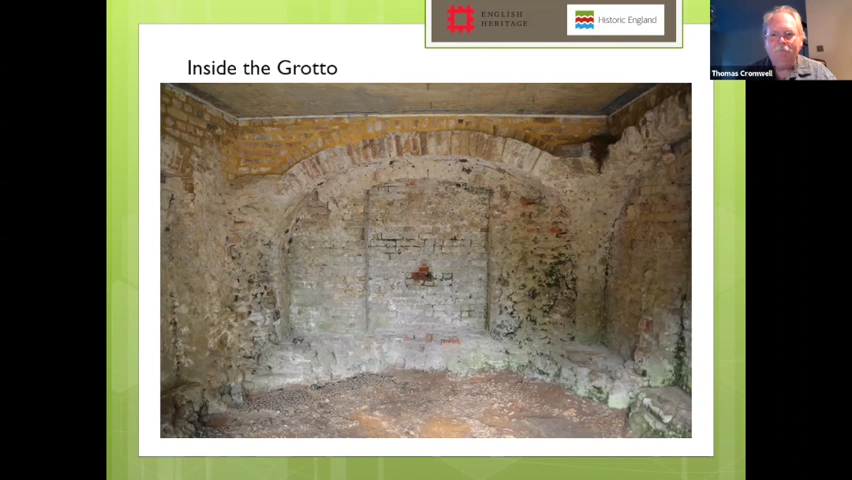 ENGLISH
HERITAGE
Historic England
Thomas Cromwell
Inside the Grotto